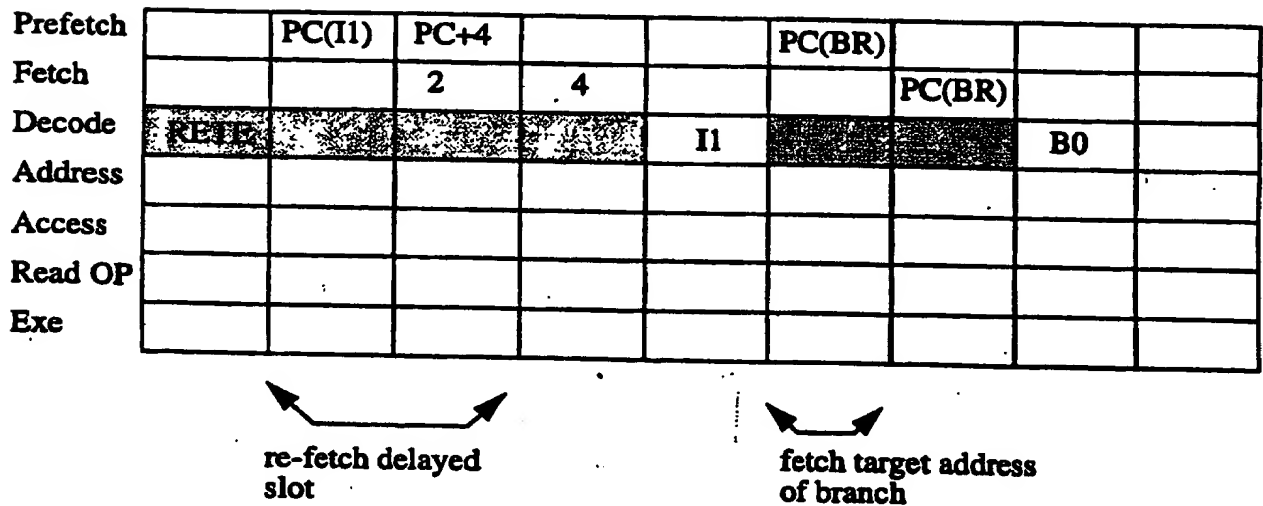 Prefetch PC(I1) PC+4 PC(BR)
Fetch 2 4 PC(BR)
Decode RETE I1 B0
Address
Access
Read OP
Exe
re-fetch delayed
slot
fetch target address
of branch